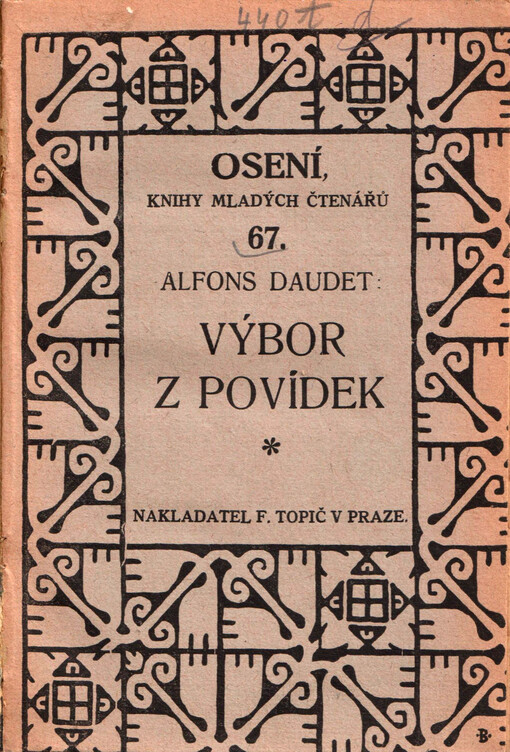 OSENÍ,
KNIHY MLADÝCH ČTENÁŘŮ
67.
ALFONS DAUDET:
VÝBOR
Z POVÍDEK
*
NAKLADATEL F. TOPIČ V PRAZE.
B.